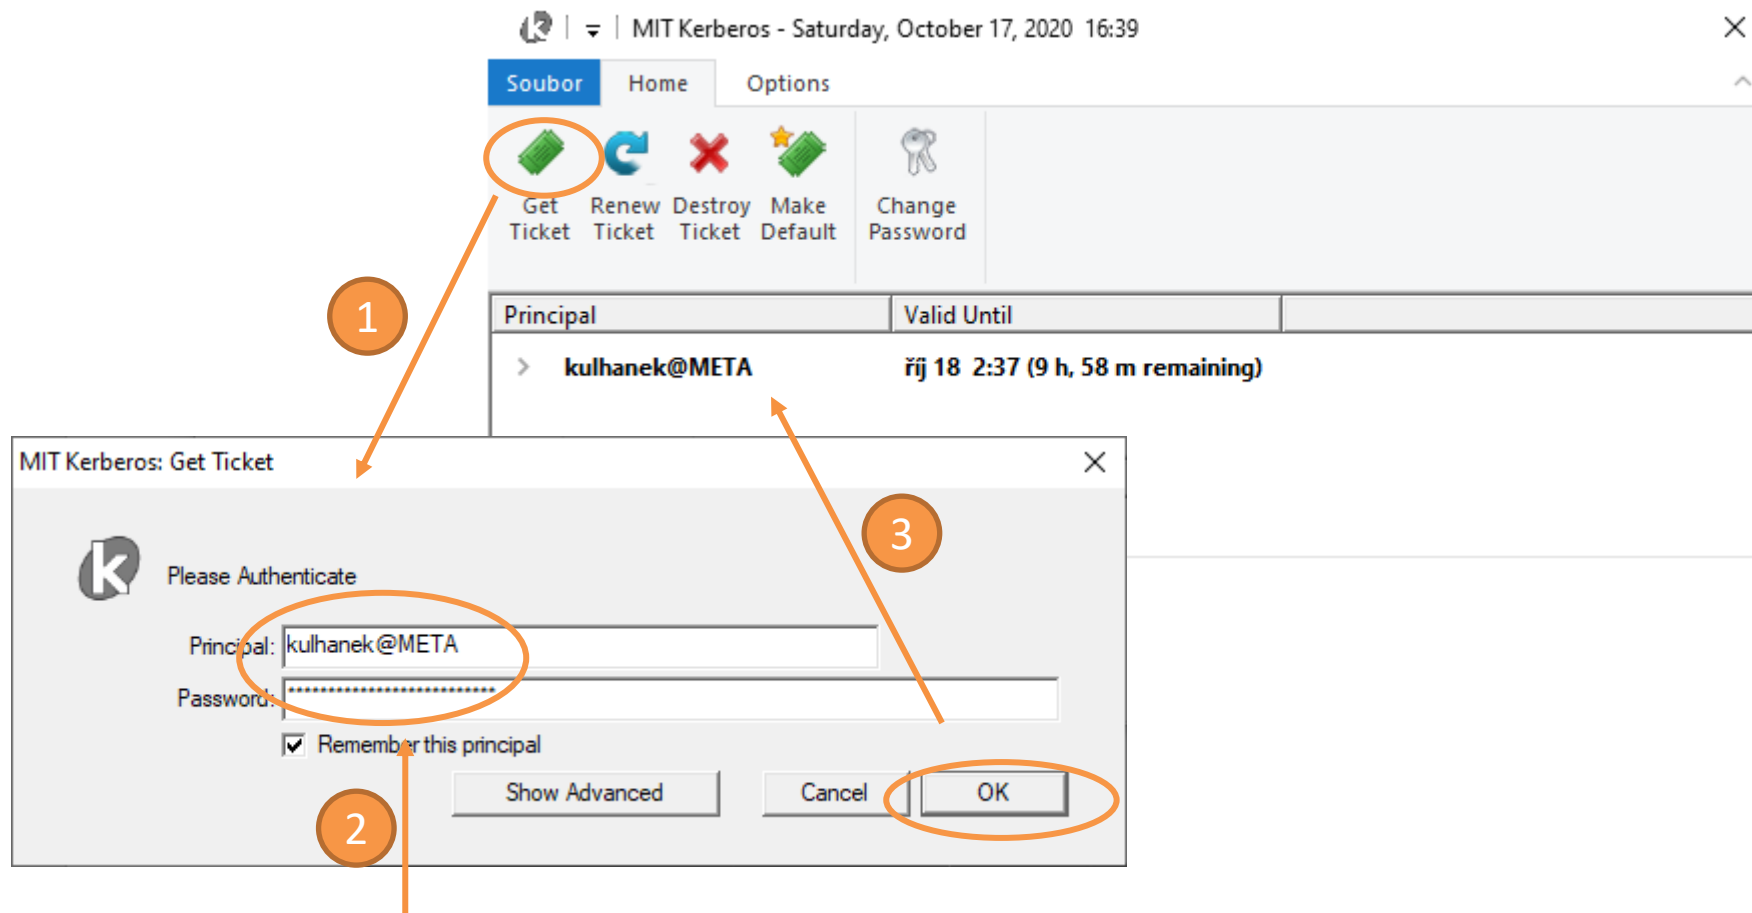 MIT Kerberos - Saturday, October 17, 2020 16:39
Soubor Home Options
Get Ticket
Renew Ticket
Destroy Ticket
Make Default
Change Password
1
Principal Valid Until
kulhanek@META říj 18 2:37 (9 h, 58 m remaining)
MIT Kerberos: Get Ticket
3
k
Please Authenticate
Principal: kulhanek@META
Password: **************************
Remember this principal
Show Advanced Cancel OK
2